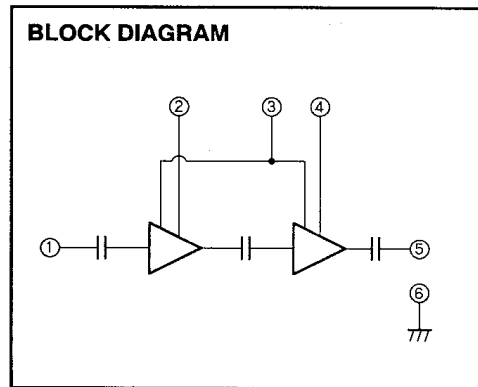 BLOCK DIAGRAM
② ③ ④
① ⑤
⑥